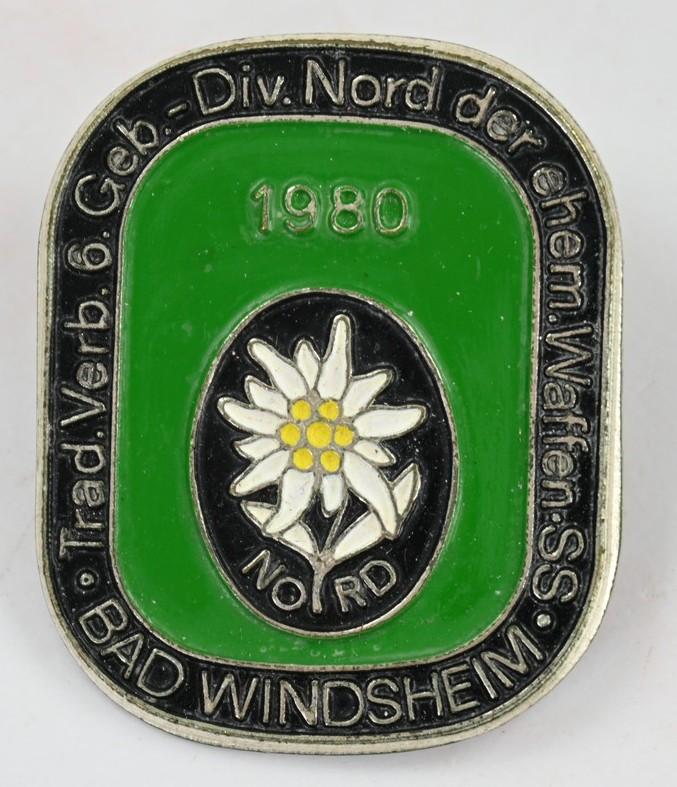 • Trad.Verb. 6. Geb.-Div. Nord der ehem. Waffen-SS •
1980
NORD
BAD WINDSHEIM